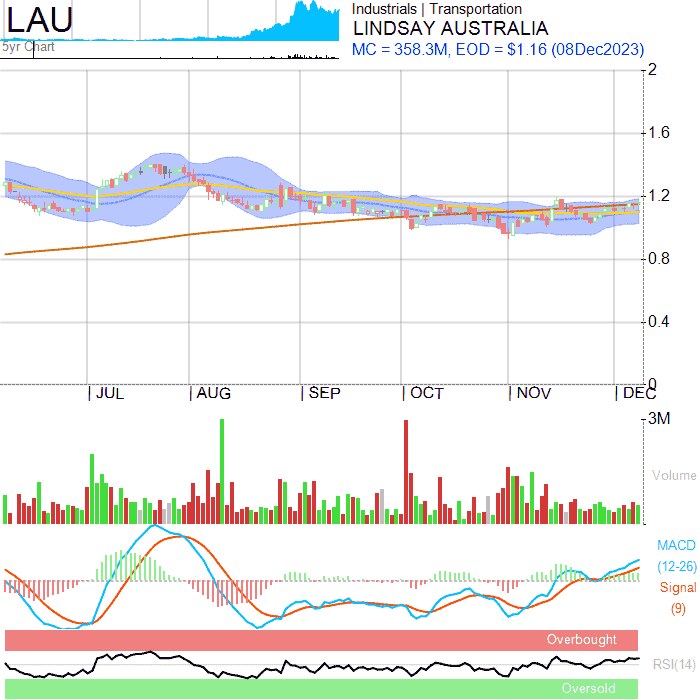 LAU
5yr Chart
Industrials | Transportation
LINDSAY AUSTRALIA
MC = 358.3M, EOD = $1.16 (08Dec2023)
2
1.6
1.2
0.8
0.4
0
JUL AUG SEP OCT NOV DEC
3M
Volume
MACD
(12-26)
Signal
(9)
Overbought
RSI(14)
Oversold